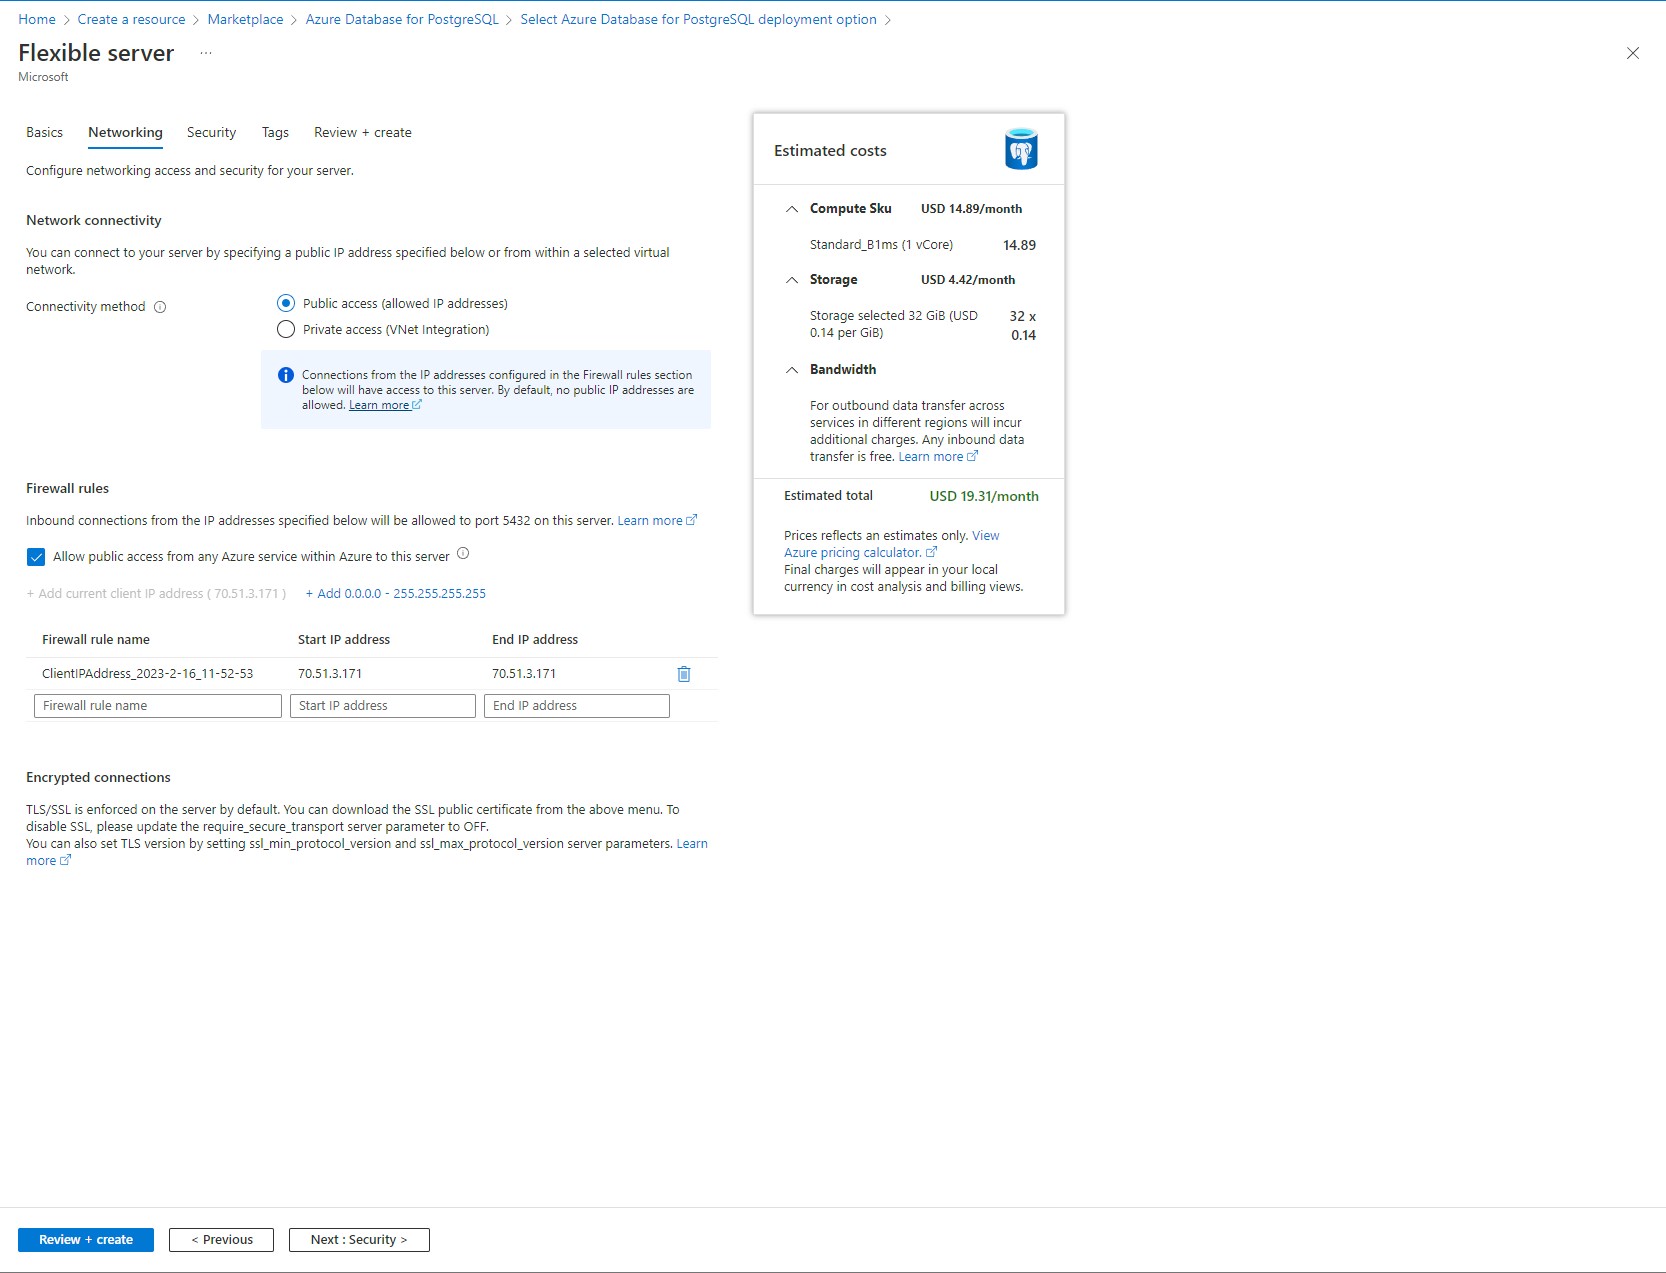 Home > Create a resource > Marketplace > Azure Database for PostgreSQL > Select Azure Database for PostgreSQL deployment option >
Flexible server ...
Microsoft
Basics Networking Security Tags Review + create
Configure networking access and security for your server.
Network connectivity
You can connect to your server by specifying a public IP address specified below or from within a selected virtual
network.
Connectivity method
Public access (allowed IP addresses)
Private access (VNet Integration)
Connections from the IP addresses configured in the Firewall rules section
below will have access to this server. By default, no public IP addresses are
allowed. Learn more
Firewall rules
Inbound connections from the IP addresses specified below will be allowed to port 5432 on this server. Learn more
Allow public access from any Azure service within Azure to this server
+ Add current client IP address ( 70.51.3.171 ) + Add 0.0.0.0 - 255.255.255.255
Firewall rule name Start IP address End IP address
ClientIPAddress_2023-2-16_11-52-53 70.51.3.171 70.51.3.171
Firewall rule name Start IP address End IP address
Encrypted connections
TLS/SSL is enforced on the server by default. You can download the SSL public certificate from the above menu. To
disable SSL, please update the require_secure_transport server parameter to OFF.
You can also set TLS version by setting ssl_min_protocol_version and ssl_max_protocol_version server parameters. Learn
more
Estimated costs
Compute Sku USD 14.89/month
Standard_B1ms (1 vCore) 14.89
Storage USD 4.42/month
Storage selected 32 GiB (USD 32 x
0.14 per GiB) 0.14
Bandwidth
For outbound data transfer across
services in different regions will incur
additional charges. Any inbound data
transfer is free. Learn more
Estimated total USD 19.31/month
Prices reflect an estimates only. View
Azure pricing calculator.
Final charges will appear in your local
currency in cost analysis and billing views.
Review + create < Previous Next : Security >